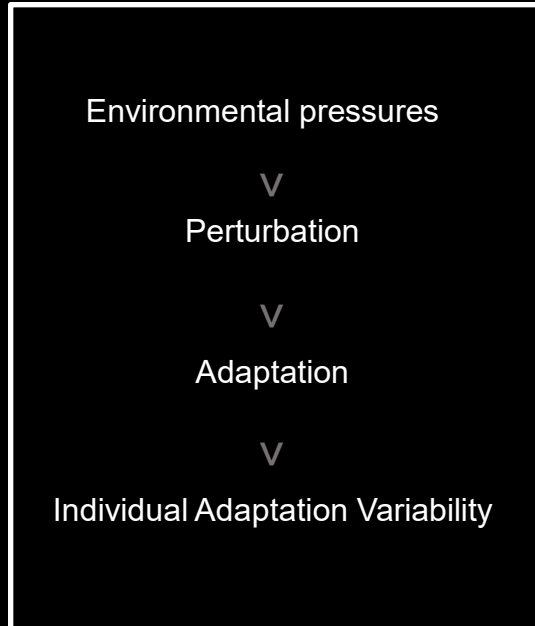 Environmental pressures
v
Perturbation
v
Adaptation
v
Individual Adaptation Variability